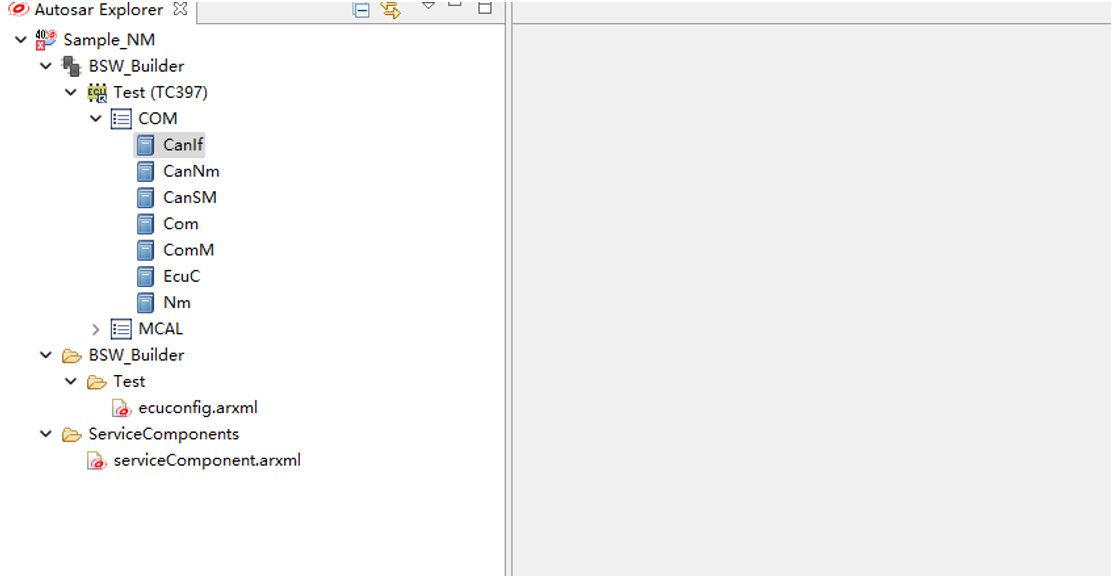 Autosar Explorer
Sample_NM
BSW_Builder
Test (TC397)
COM
CanIf
CanNm
CanSM
Com
ComM
EcuC
Nm
MCAL
BSW_Builder
Test
ecuconfig.arxml
ServiceComponents
serviceComponent.arxml